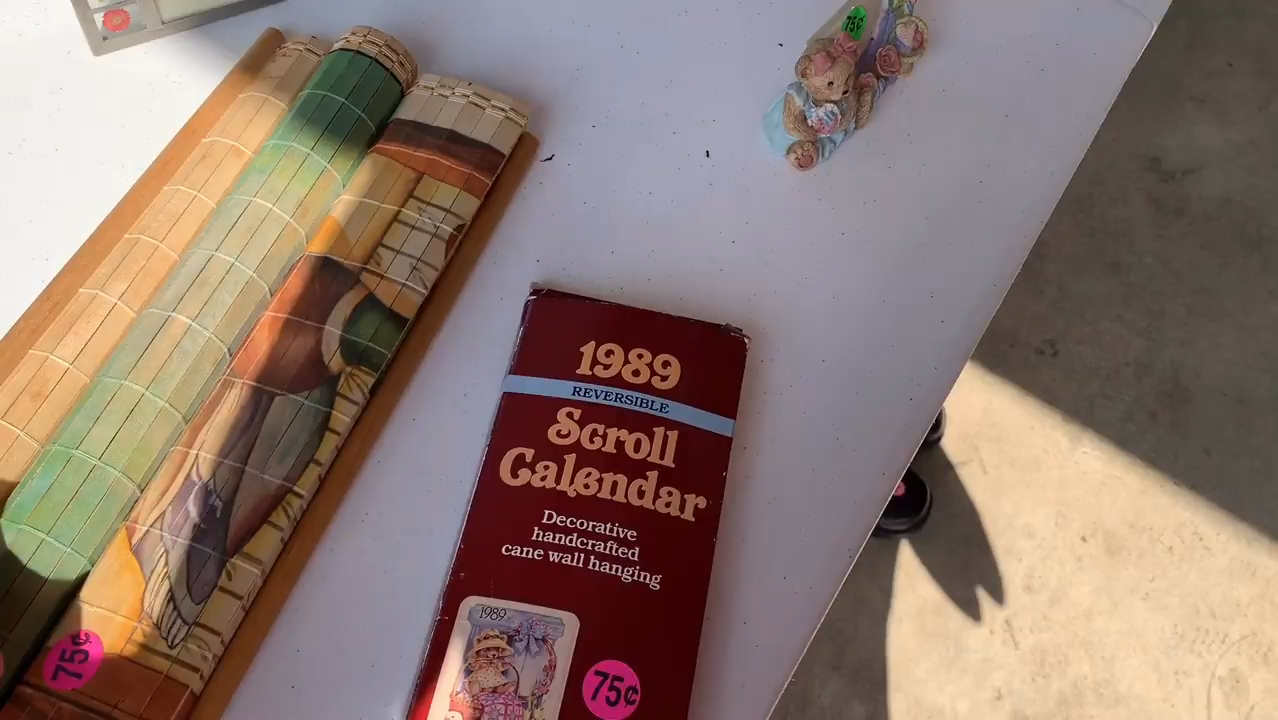 75¢
1989
REVERSIBLE
Scroll
Calendar
Decorative
handcrafted
cane wall hanging
1989
75¢
75¢